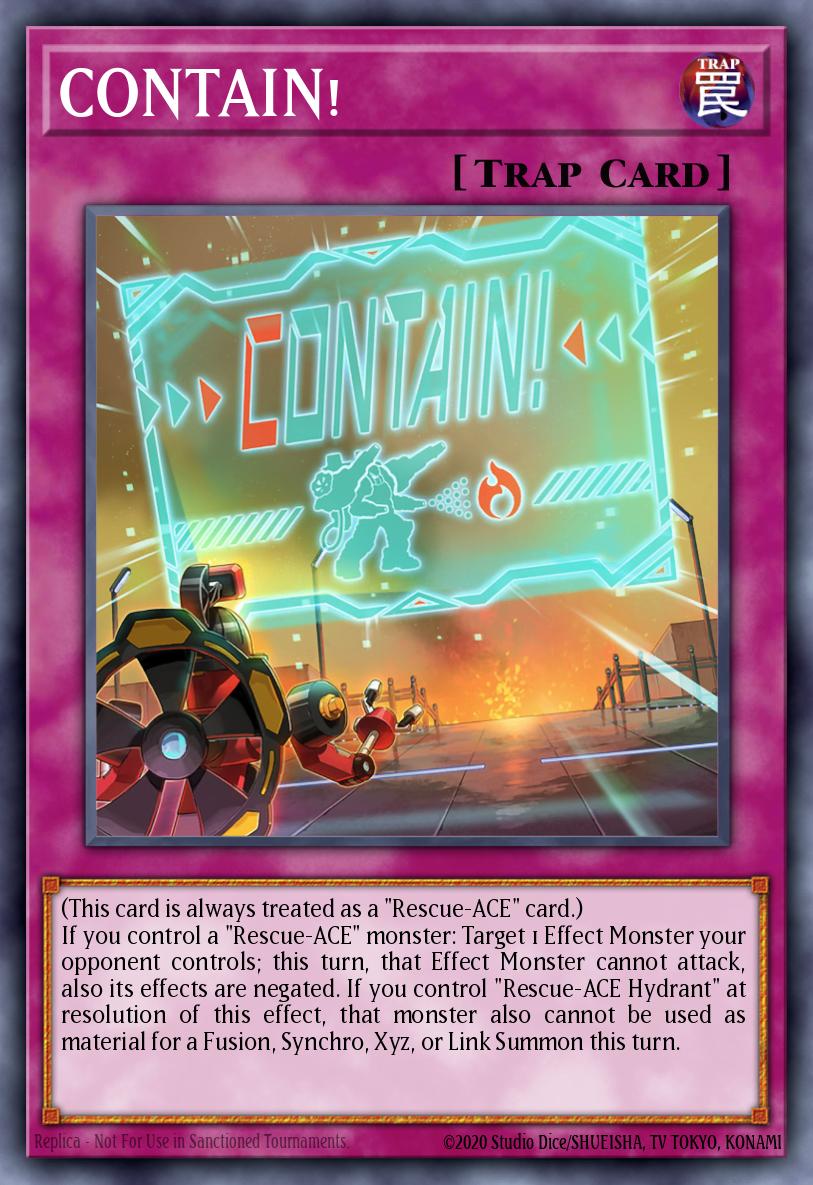 CONTAIN!
TRAP
罠
[TRAP CARD]
CONTAIN!
(This card is always treated as a "Rescue-ACE" card.)
If you control a "Rescue-ACE" monster: Target 1 Effect Monster your
opponent controls; this turn, that Effect Monster cannot attack,
also its effects are negated. If you control "Rescue-ACE Hydrant" at
resolution of this effect, that monster also cannot be used as
material for a Fusion, Synchro, Xyz, or Link Summon this turn.
Replica - Not For Use in Sanctioned Tournaments.
©2020 Studio Dice/SHUEISHA, TV TOKYO, KONAMI